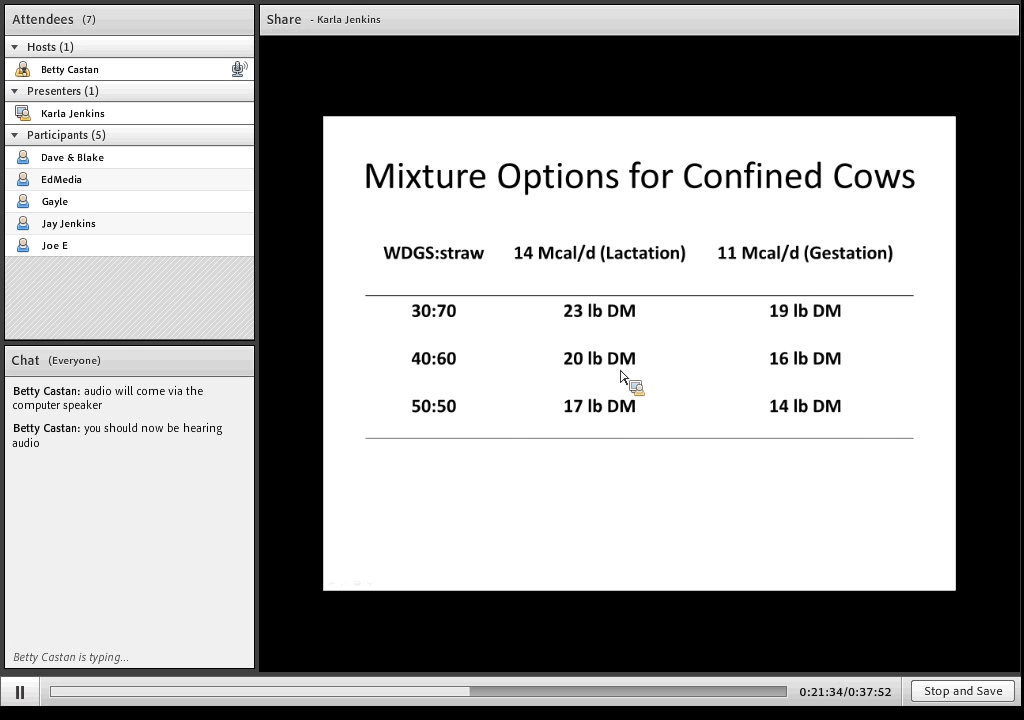 Attendees (7)
Hosts (1)
Betty Castan
Presenters (1)
Karla Jenkins
Participants (5)
Dave & Blake
EdMedia
Gayle
Jay Jenkins
Joe E
Chat (Everyone)
Betty Castan: audio will come via the
computer speaker
Betty Castan: you should now be hearing
audio
Betty Castan is typing...
Share - Karla Jenkins
Mixture Options for Confined Cows
WDGS:straw 14 Mcal/d (Lactation) 11 Mcal/d (Gestation)
30:70 23 lb DM 19 lb DM
40:60 20 lb DM 16 lb DM
50:50 17 lb DM 14 lb DM
0:21:34/0:37:52 Stop and Save